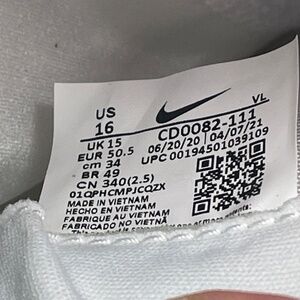 US
16
VL
UK 15
CD0082-111
EUR 50.5
06/20/20 04/07/21
cm 34
UPC 00194501039109
BR 49
CN 340(2.5)
01QPHCMPJCQZX
MADE IN VIETNAM
HECHO EN VIETNAM
FABRIQUE AU VIETNAM
FABRICADO NO VIETNÃ